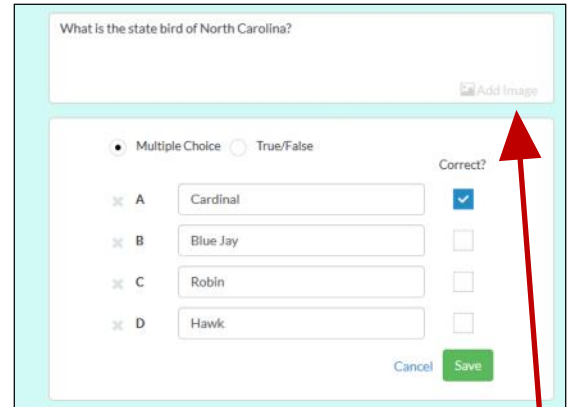 What is the state bird of North Carolina?
Add Image
Multiple Choice True/False
Correct?
A Cardinal
B Blue Jay
C Robin
D Hawk
Cancel Save